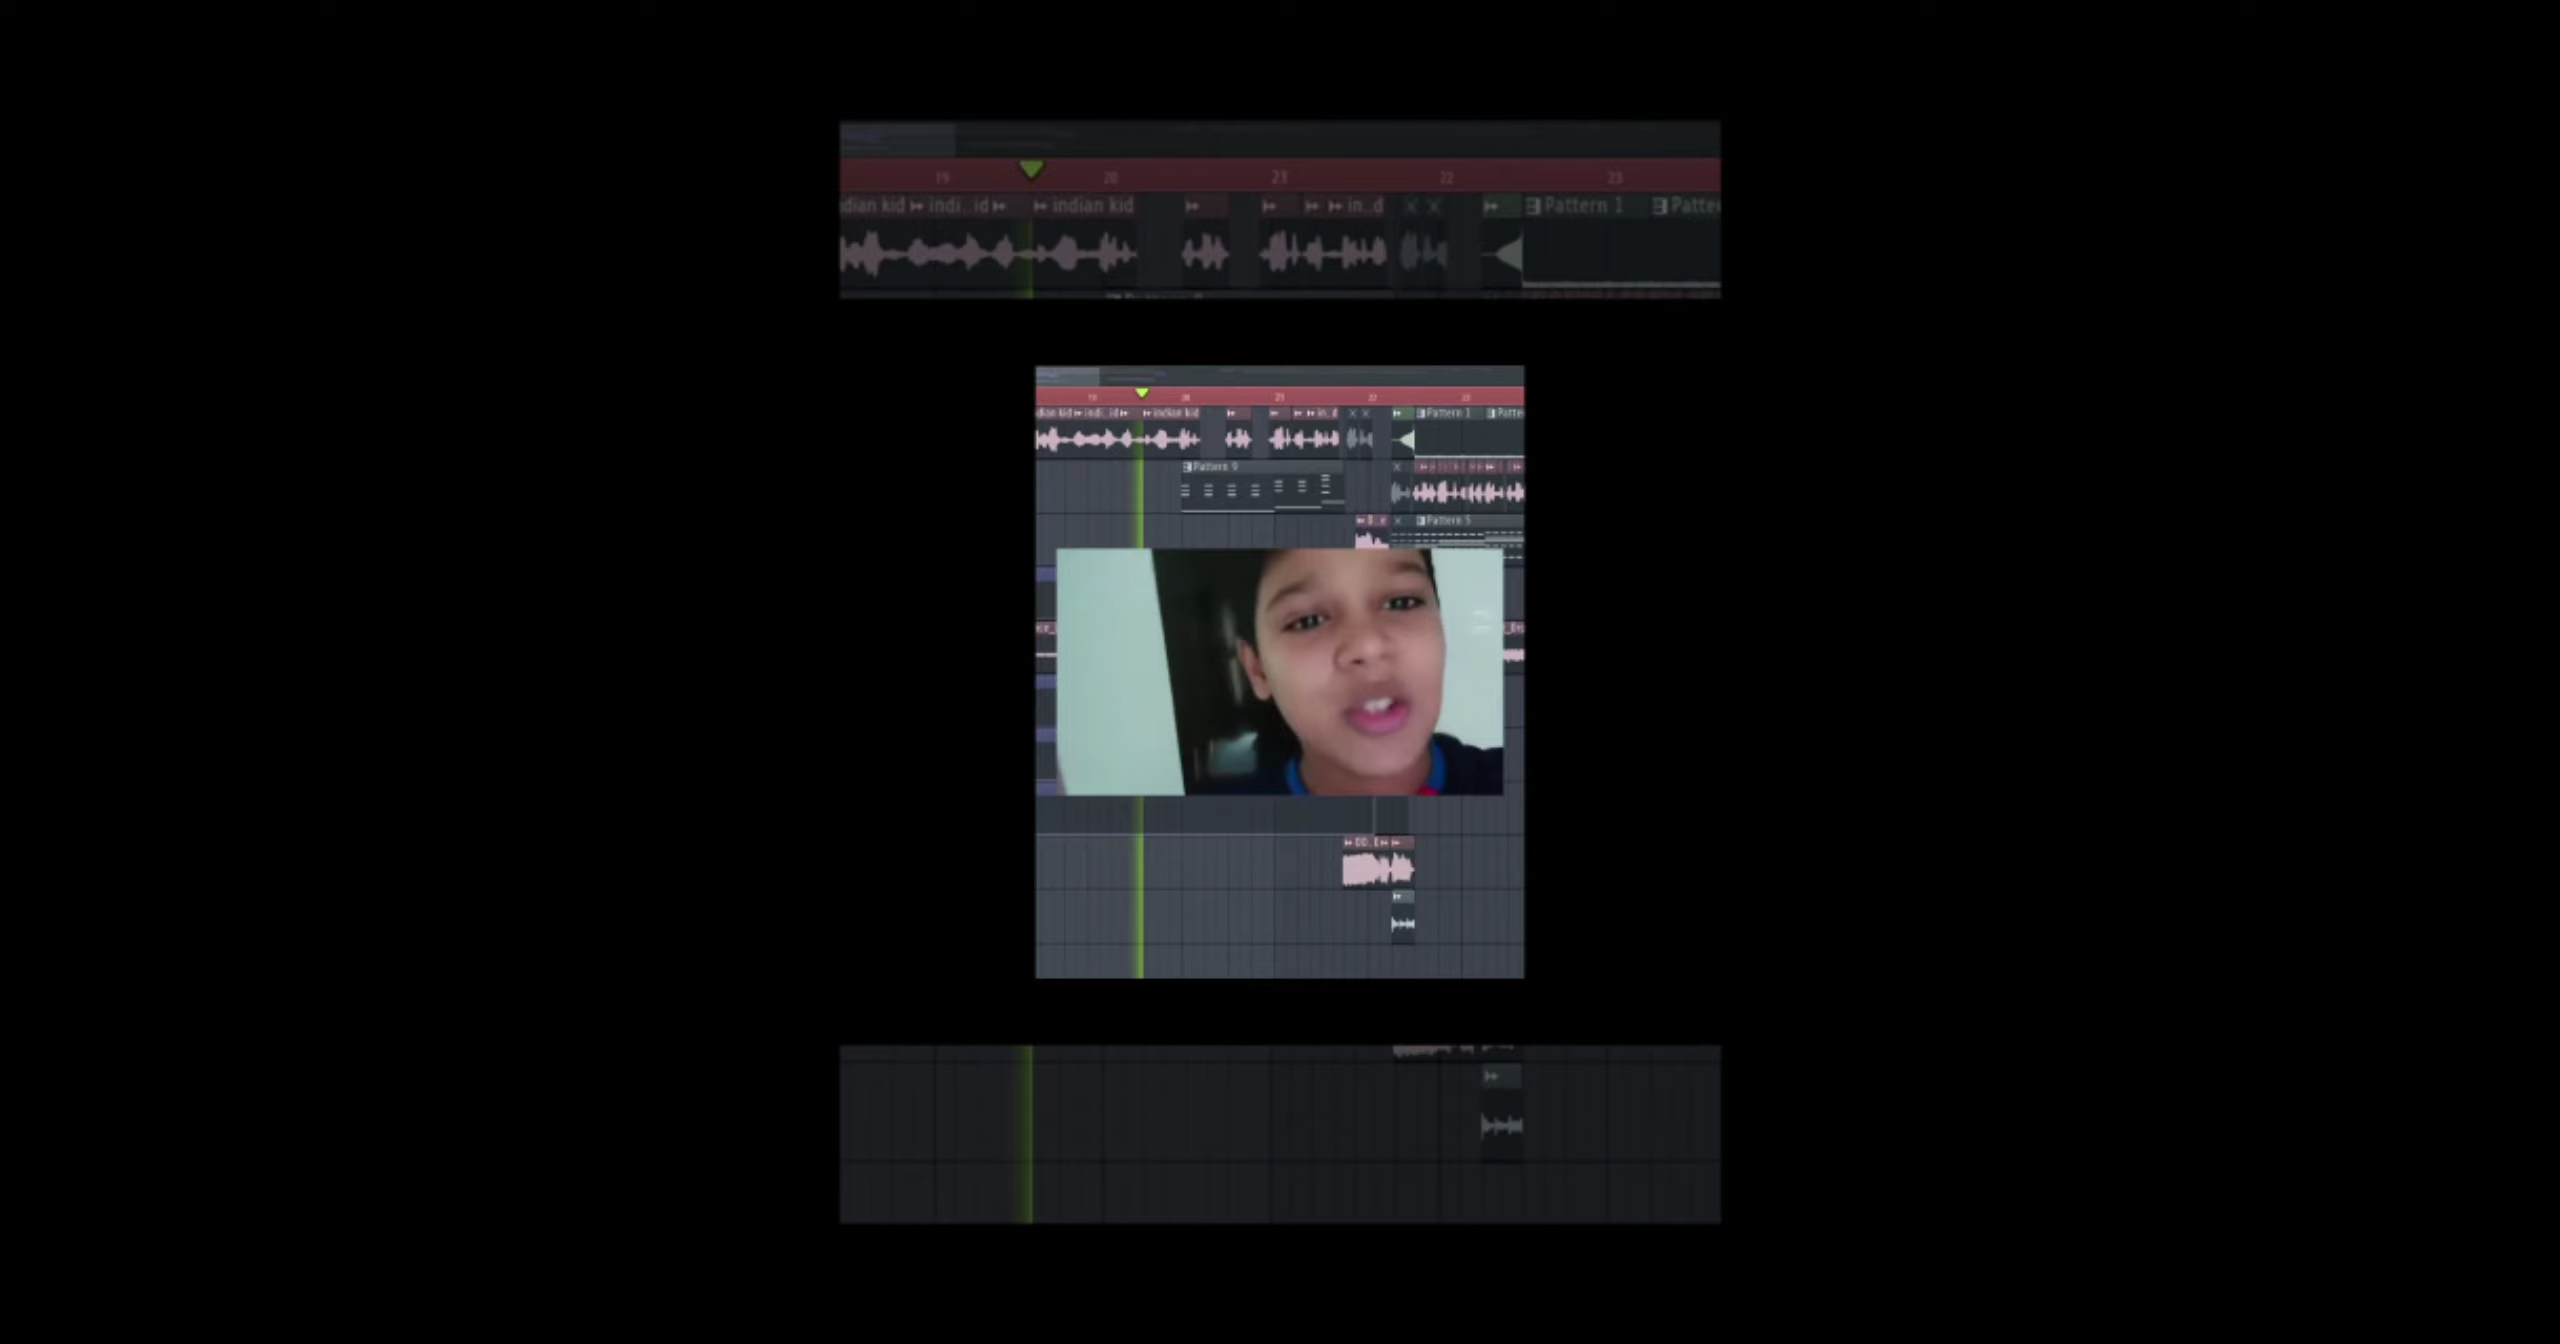 19 20 21 22 23
dian kid indi..id indian kid in..d Pattern 1 Patte
19 20 21 22 23
dian kid indi..id indian kid in..d Pattern 1 Patte
Pattern 9
Pattern 5